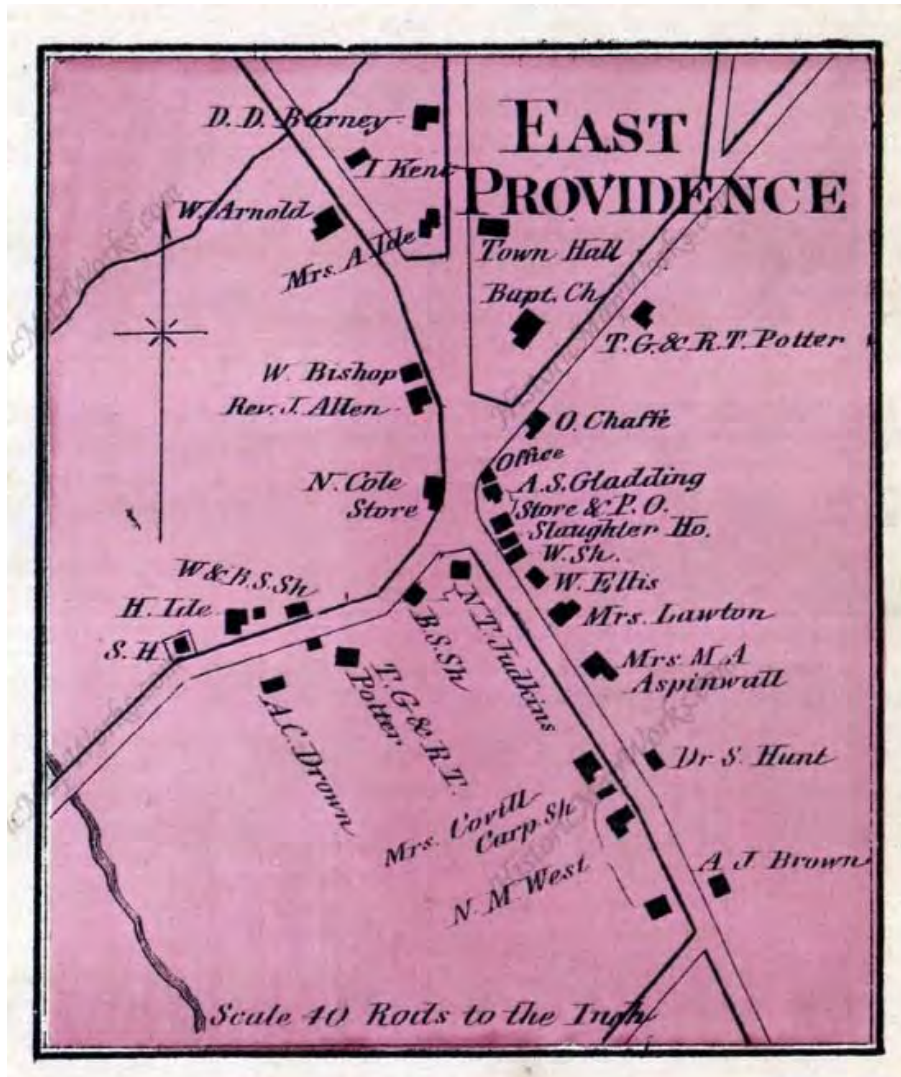 EAST
PROVIDENCE
D. D. Barney
I Kent
W. Arnold
Mrs. A Ide
Town Hall
Bapt. Ch
T. G. & R. T. Potter
W. Bishop
Rev. J. Allen
O. Chaffe
Office
N. Cole
Store
A. S. Gladding
Store & P. O.
Slaughter Ho.
W. Sh.
W. Ellis
W & B. S. Sh
H. Ide
Mrs. Lawton
S. H.
B. S. Sh
N. T. Judkins
Mrs. M. A
Aspinwall
T. G. & R. T.
Potter
A. C. Drown
Dr S. Hunt
Mrs. Covill
Carp Sh
A J Brown
N. M. West
Scale 40 Rods to the Inch
HistoricMapWorks.com